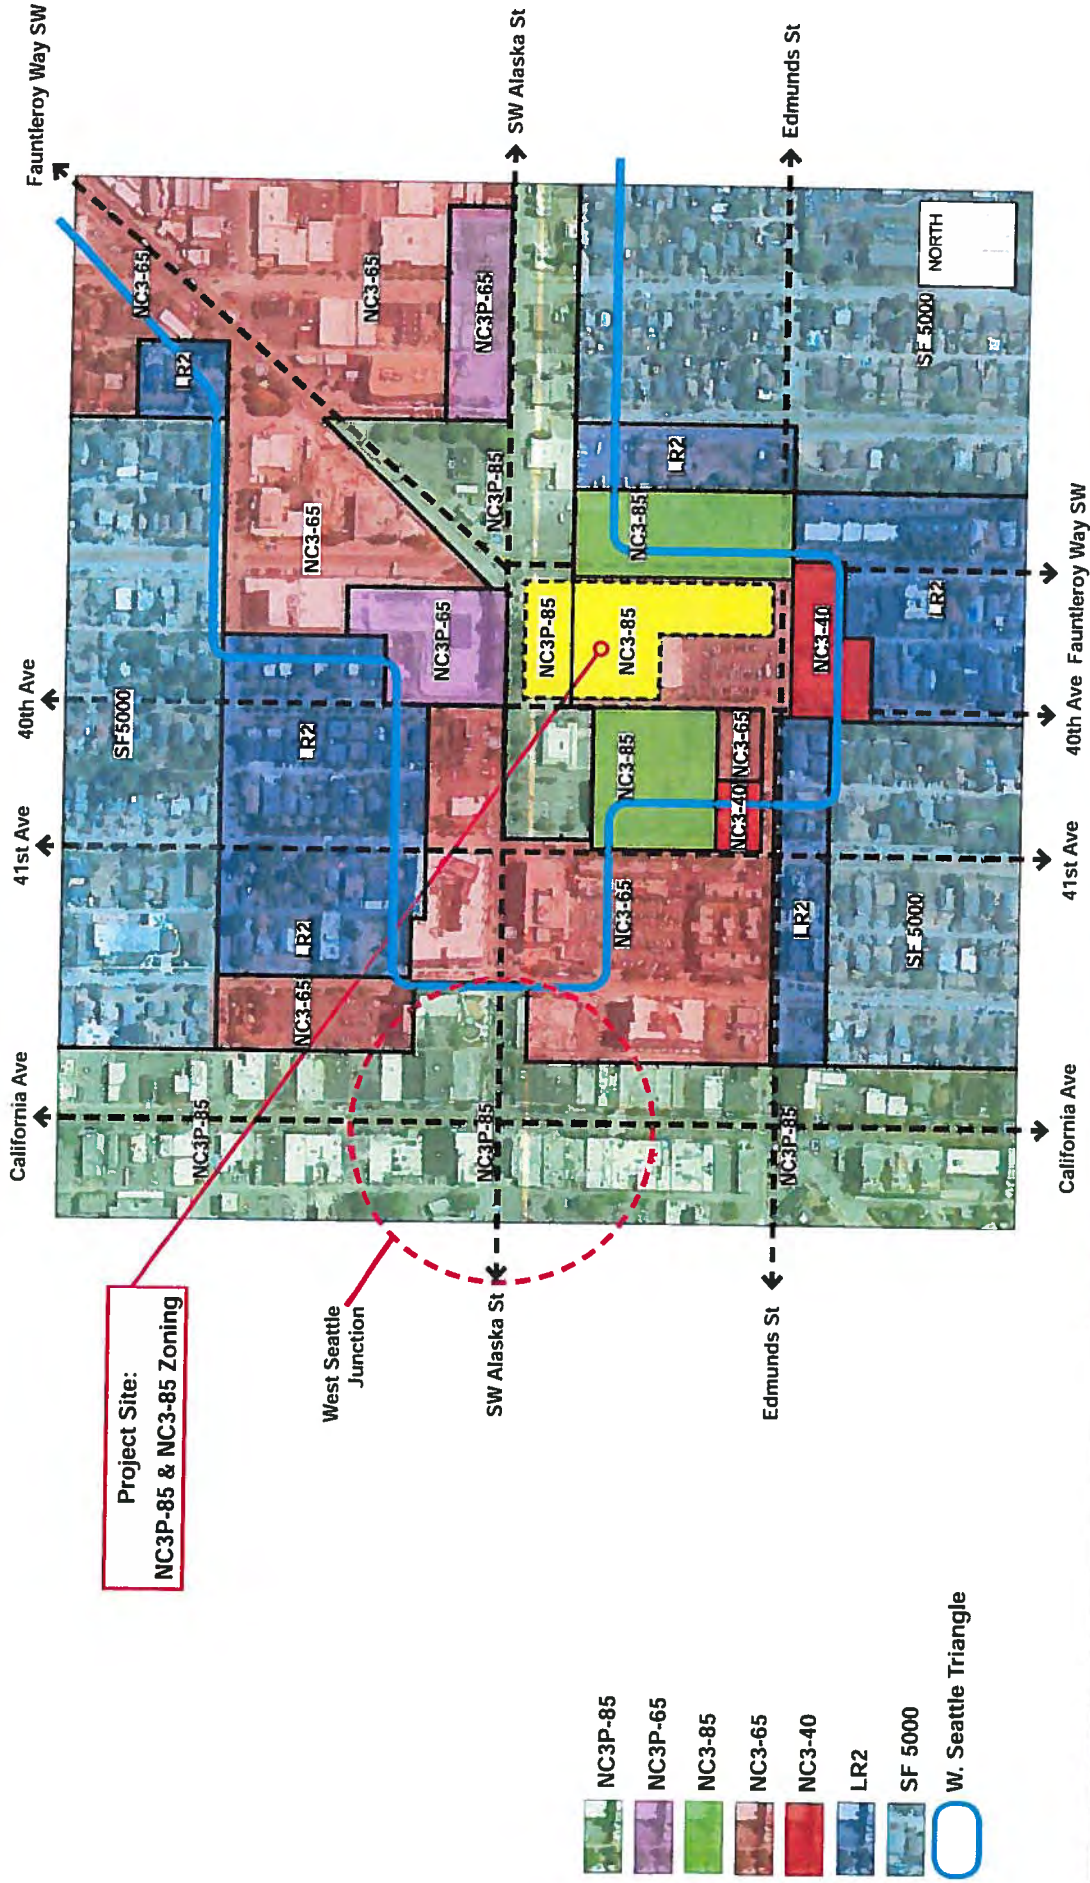 Fauntleroy Way SW
40th Ave
41st Ave
California Ave
SW Alaska St
Edmunds St
NC3-65
LR2
NC3-65
NC3P-65
SF5000
NC3-65
NC3P-85
LR2
NC3P-65
LR2
NC3-65
NC3P-85
NC3P-85
NC3P-85
NC3-85
NC3-85
LR2
NC3-85
NC3-65
NC3-40
NC3-65
NC3-40
LR2
LR2
NC3P-85
SF 5000
SF 5000
NORTH
Fauntleroy Way SW
40th Ave
41st Ave
California Ave
SW Alaska St
Edmunds St
West Seattle
Junction
Project Site:
NC3P-85 & NC3-85 Zoning
NC3P-85
NC3P-65
NC3-85
NC3-65
NC3-40
LR2
SF 5000
W. Seattle Triangle